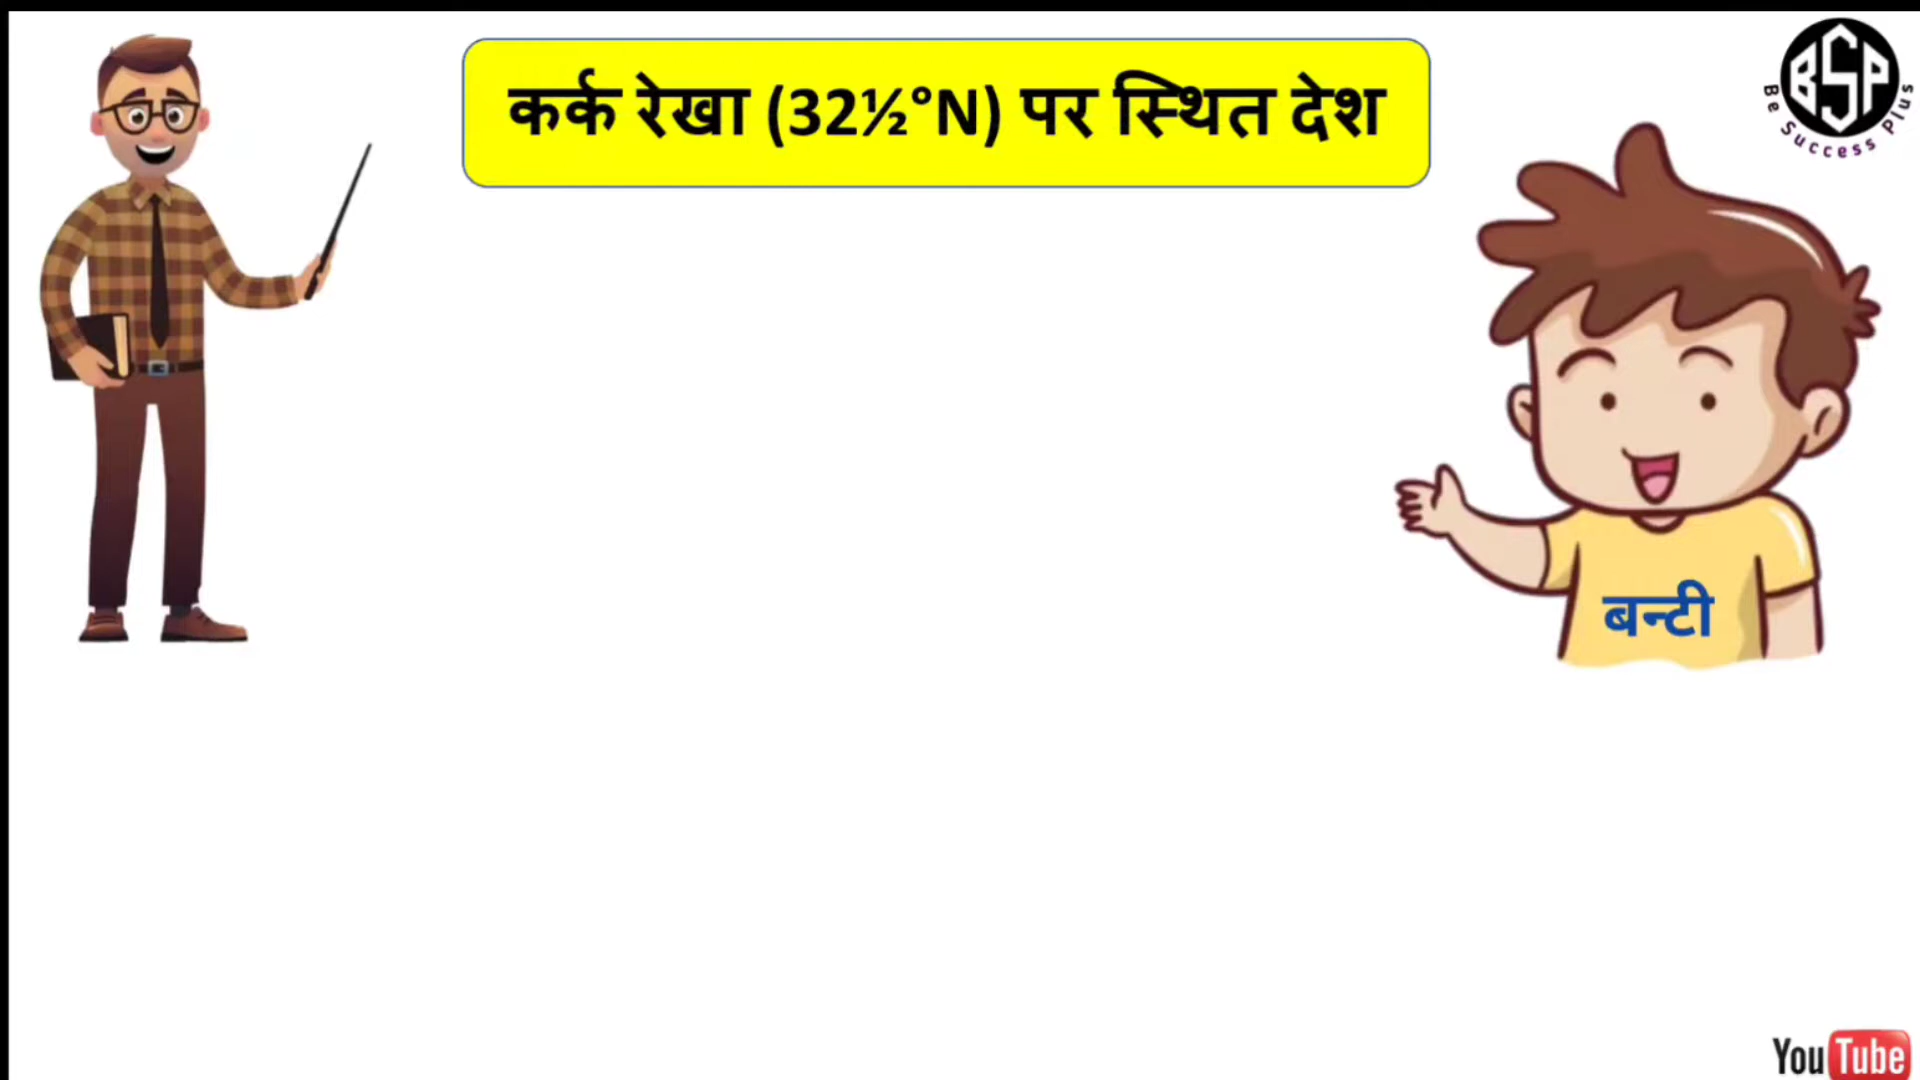 कर्क रेखा (32½°N) पर स्थित देश
BSP
Be Success Plus
बन्टी
YouTube